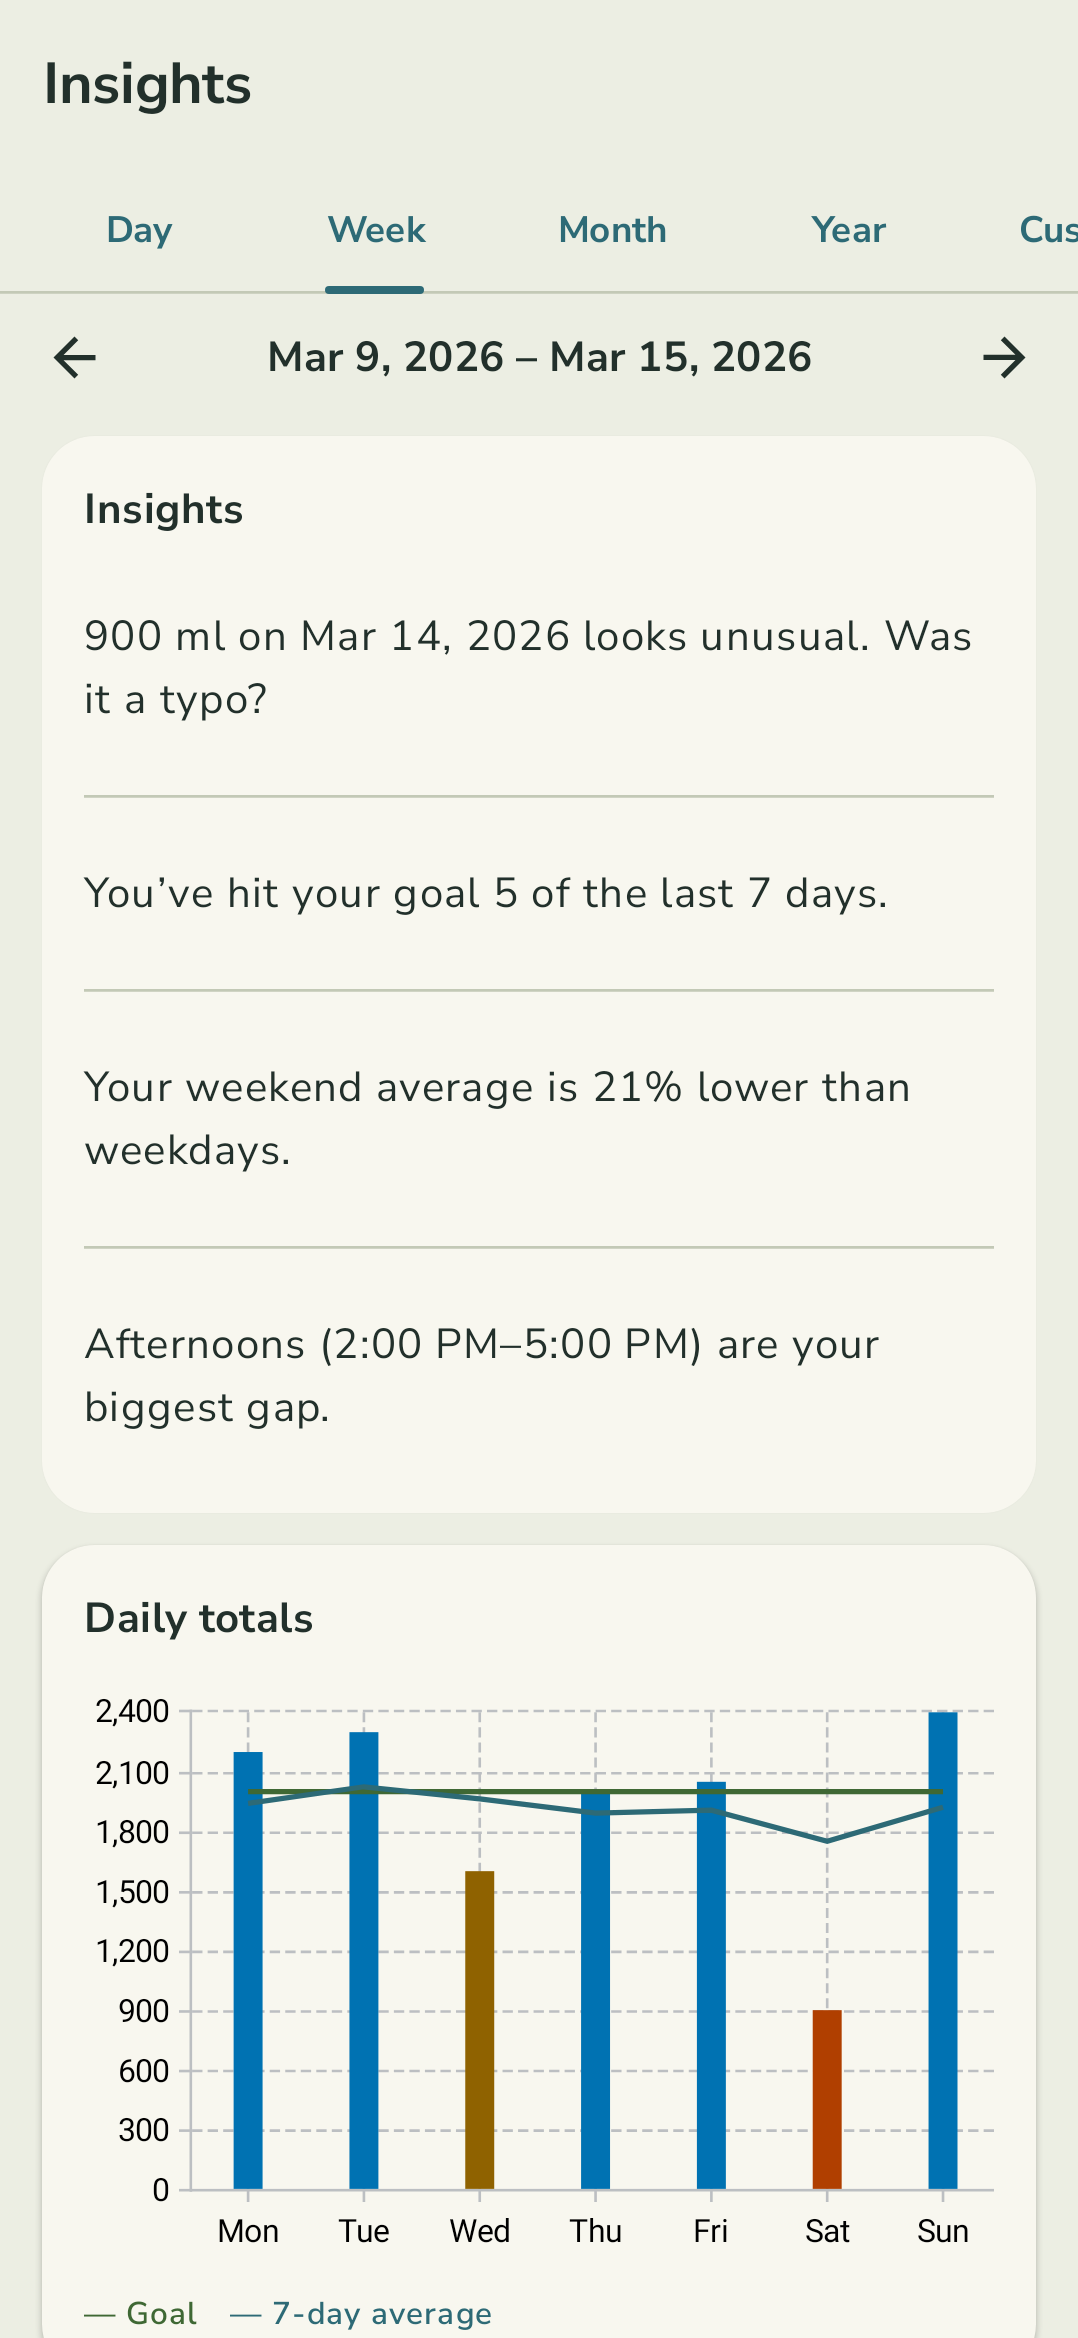 Insights
Day Week Month Year Cus
Mar 9, 2026 – Mar 15, 2026
Insights
900 ml on Mar 14, 2026 looks unusual. Was
it a typo?
You’ve hit your goal 5 of the last 7 days.
Your weekend average is 21% lower than
weekdays.
Afternoons (2:00 PM–5:00 PM) are your
biggest gap.
Daily totals
2,400
2,100
1,800
1,500
1,200
900
600
300
0
Mon Tue Wed Thu Fri Sat Sun
— Goal — 7-day average